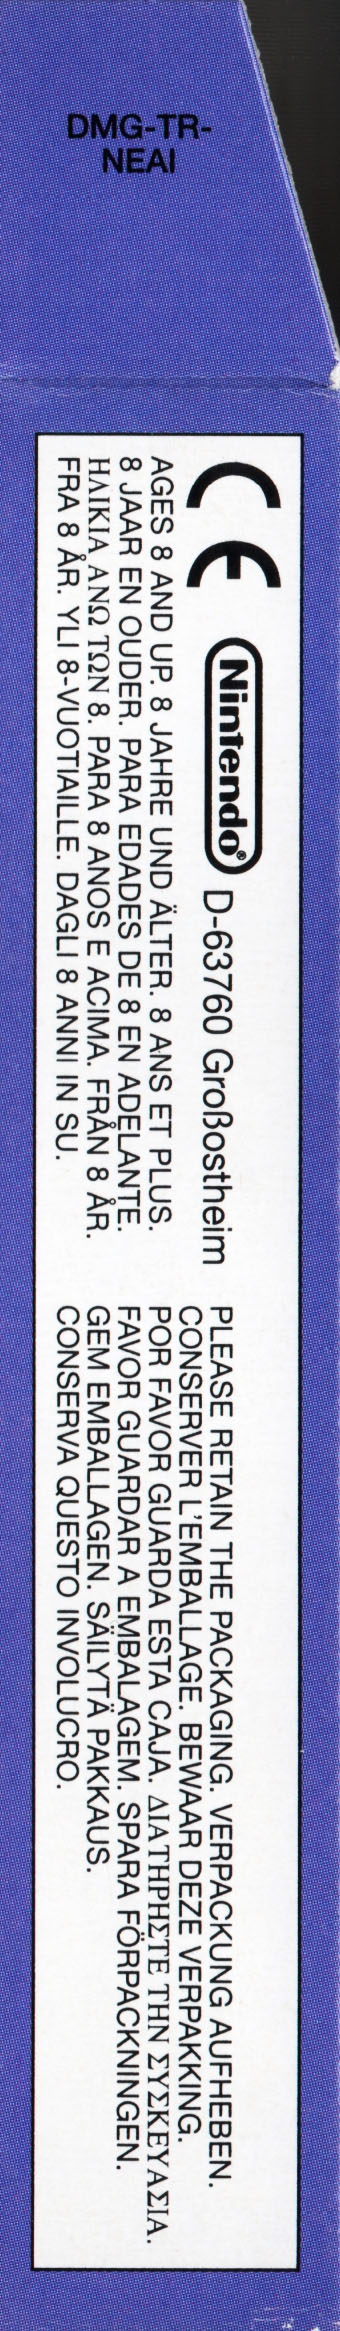 DMG-TR-
NEAI
CE Nintendo® D-63760 Großostheim
AGES 8 AND UP. 8 JAHRE UND ÄLTER. 8 ANS ET PLUS.
8 JAAR EN OUDER. PARA EDADES DE 8 EN ADELANTE.
ΗΛΙΚΙΑ ΑΝΩ ΤΩΝ 8. PARA 8 ANOS E ACIMA. FRÅN 8 ÅR.
FRA 8 ÅR. YLI 8-VUOTIAILLE. DAGLI 8 ANNI IN SU.
PLEASE RETAIN THE PACKAGING. VERPACKUNG AUFHEBEN.
CONSERVER L'EMBALLAGE. BEWAAR DEZE VERPAKKING.
POR FAVOR GUARDA ESTA CAJA. ΔΙΑΤΗΡΗΣΤΕ ΤΗΝ ΣΥΣΚΕΥΑΣΙΑ.
FAVOR GUARDAR A EMBALAGEM. SPARA FÖRPACKNINGEN.
GEM EMBALLAGEN. SÄILYTÄ PAKKAUS.
CONSERVA QUESTO INVOLUCRO.